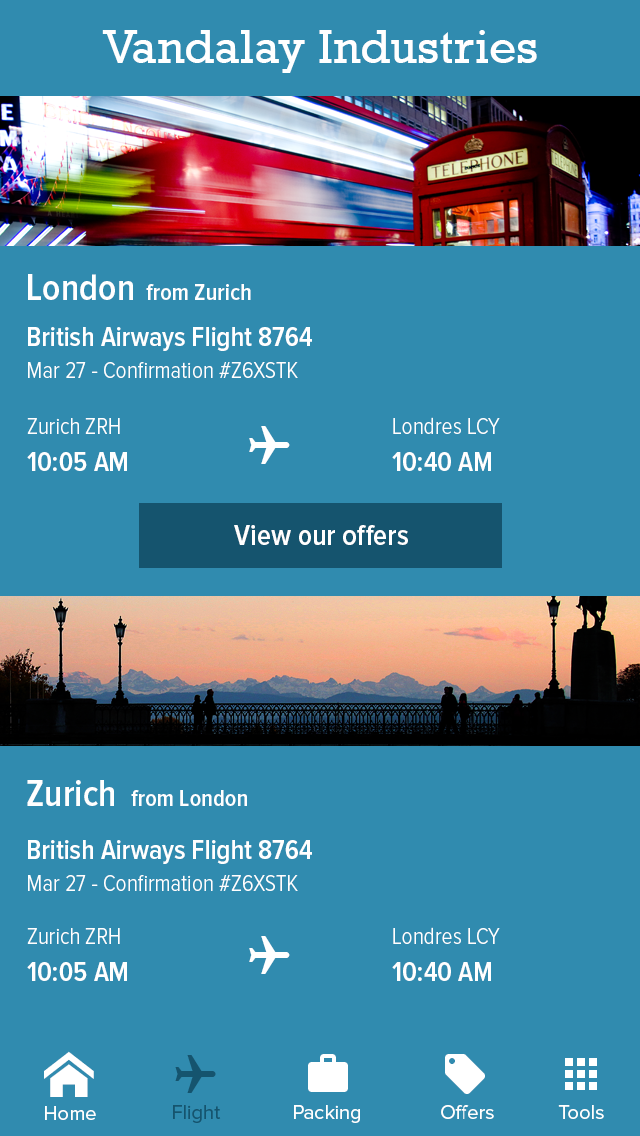 Vandalay Industries
E
M
A
TELEPHONE
London from Zurich
British Airways Flight 8764
Mar 27 - Confirmation #Z6XSTK
Zurich ZRH
Londres LCY
10:05 AM
10:40 AM
View our offers
Zurich from London
British Airways Flight 8764
Mar 27 - Confirmation #Z6XSTK
Zurich ZRH
Londres LCY
10:05 AM
10:40 AM
Home
Flight
Packing
Offers
Tools